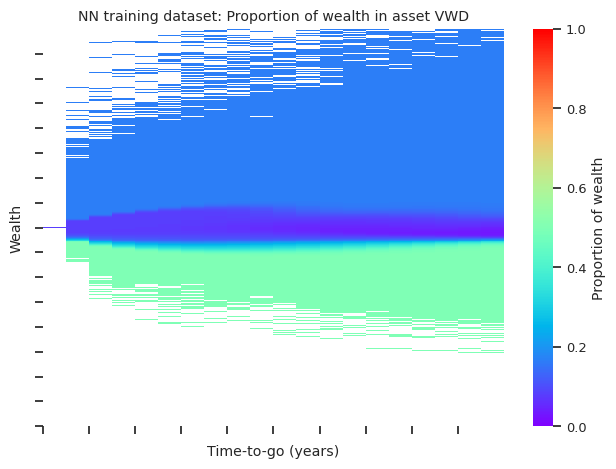 NN training dataset: Proportion of wealth in asset VWD
Wealth
Time-to-go (years)
1.0
0.8
0.6
0.4
0.2
0.0
Proportion of wealth